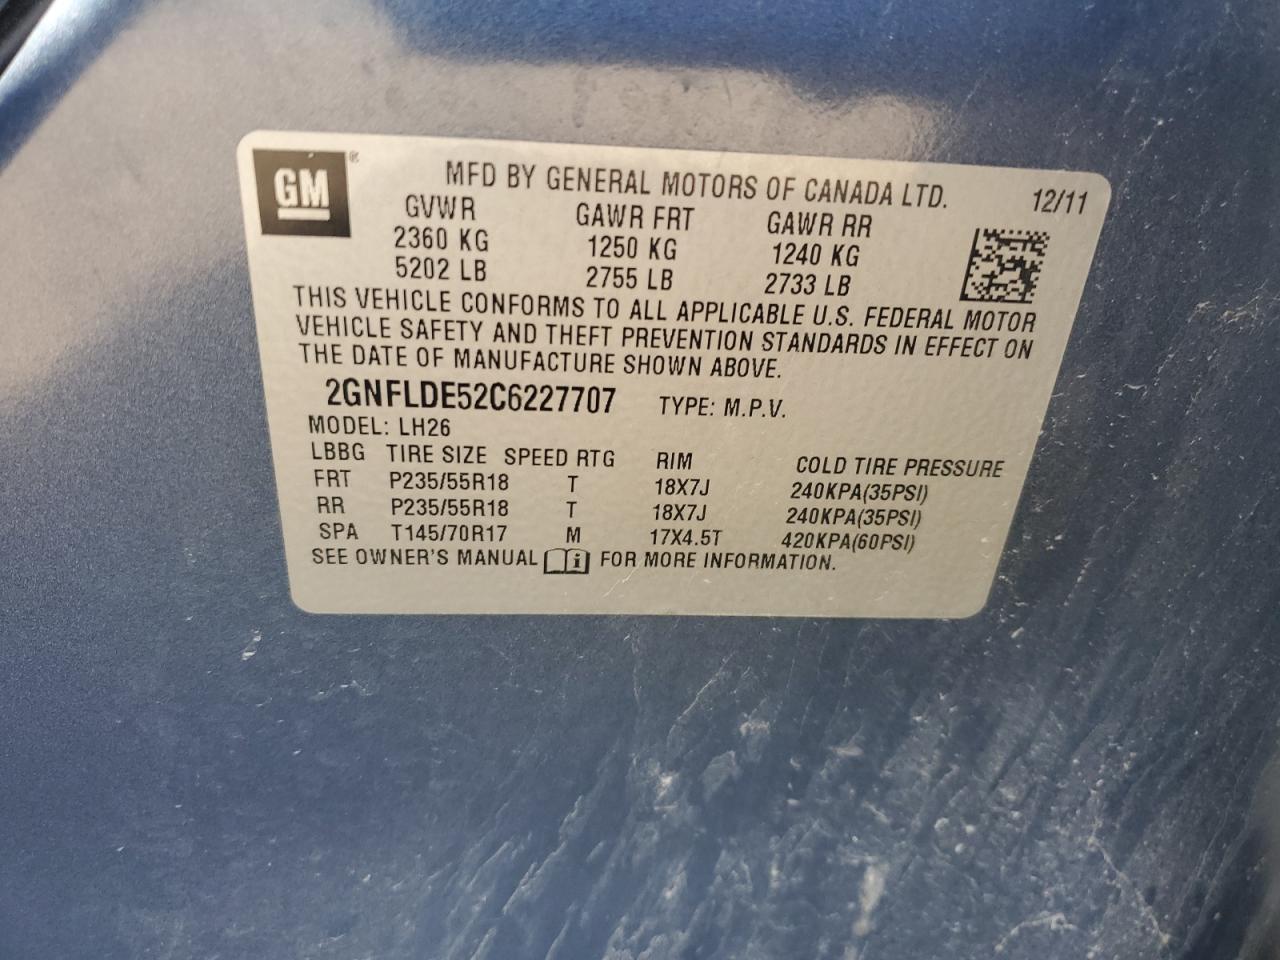 GM®
MFD BY GENERAL MOTORS OF CANADA LTD. 12/11
GVWR GAWR FRT GAWR RR
2360 KG 1250 KG 1240 KG
5202 LB 2755 LB 2733 LB
THIS VEHICLE CONFORMS TO ALL APPLICABLE U.S. FEDERAL MOTOR
VEHICLE SAFETY AND THEFT PREVENTION STANDARDS IN EFFECT ON
THE DATE OF MANUFACTURE SHOWN ABOVE.
2GNFLDE52C6227707 TYPE: M.P.V.
MODEL: LH26
LBBG TIRE SIZE SPEED RTG RIM COLD TIRE PRESSURE
FRT P235/55R18 T 18X7J 240KPA(35PSI)
RR P235/55R18 T 18X7J 240KPA(35PSI)
SPA T145/70R17 M 17X4.5T 420KPA(60PSI)
SEE OWNER'S MANUAL i FOR MORE INFORMATION.